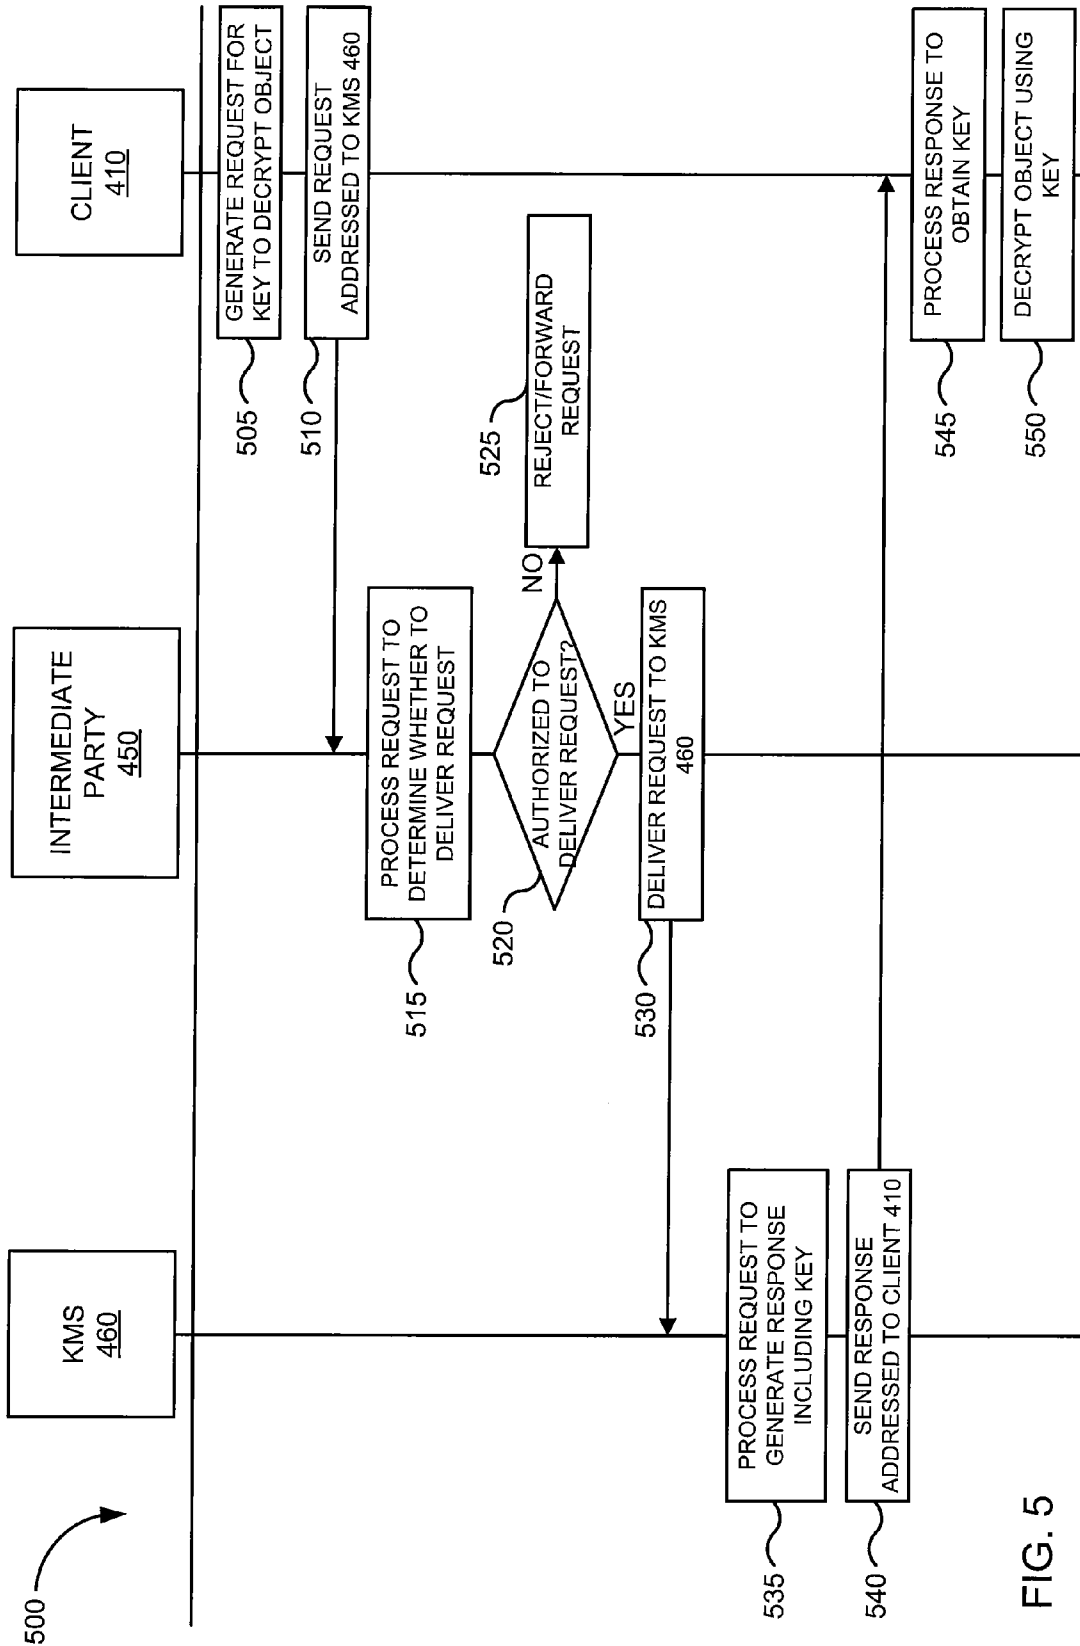 500
KMS
460
INTERMEDIATE
PARTY
450
CLIENT
410
GENERATE REQUEST FOR
KEY TO DECRYPT OBJECT
505
SEND REQUEST
ADDRESSED TO KMS 460
510
PROCESS REQUEST TO
DETERMINE WHETHER TO
DELIVER REQUEST
515
AUTHORIZED TO
DELIVER REQUEST?
520
NO
REJECT/FORWARD
REQUEST
525
YES
DELIVER REQUEST TO KMS
460
530
PROCESS REQUEST TO
GENERATE RESPONSE
INCLUDING KEY
535
SEND RESPONSE
ADDRESSED TO CLIENT 410
540
PROCESS RESPONSE TO
OBTAIN KEY
545
DECRYPT OBJECT USING
KEY
550
FIG. 5